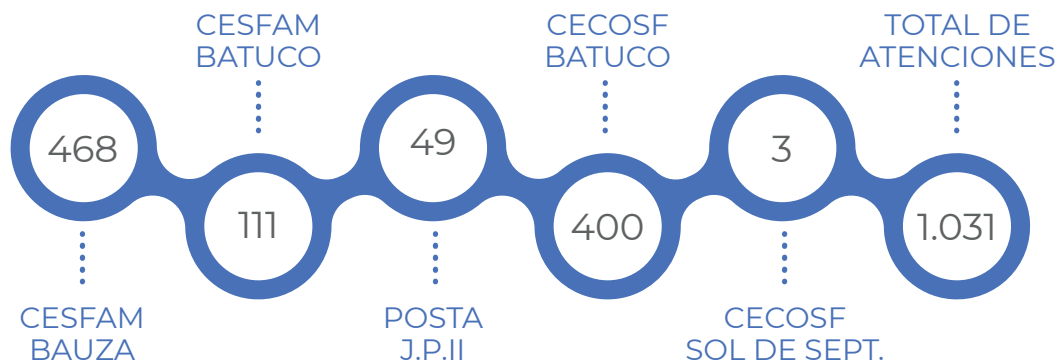 CESFAM
BATUCO
CECOSF
BATUCO
TOTAL DE
ATENCIONES
468
111
49
400
3
1.031
CESFAM
BAUZA
POSTA
J.P.II
CECOSF
SOL DE SEPT.